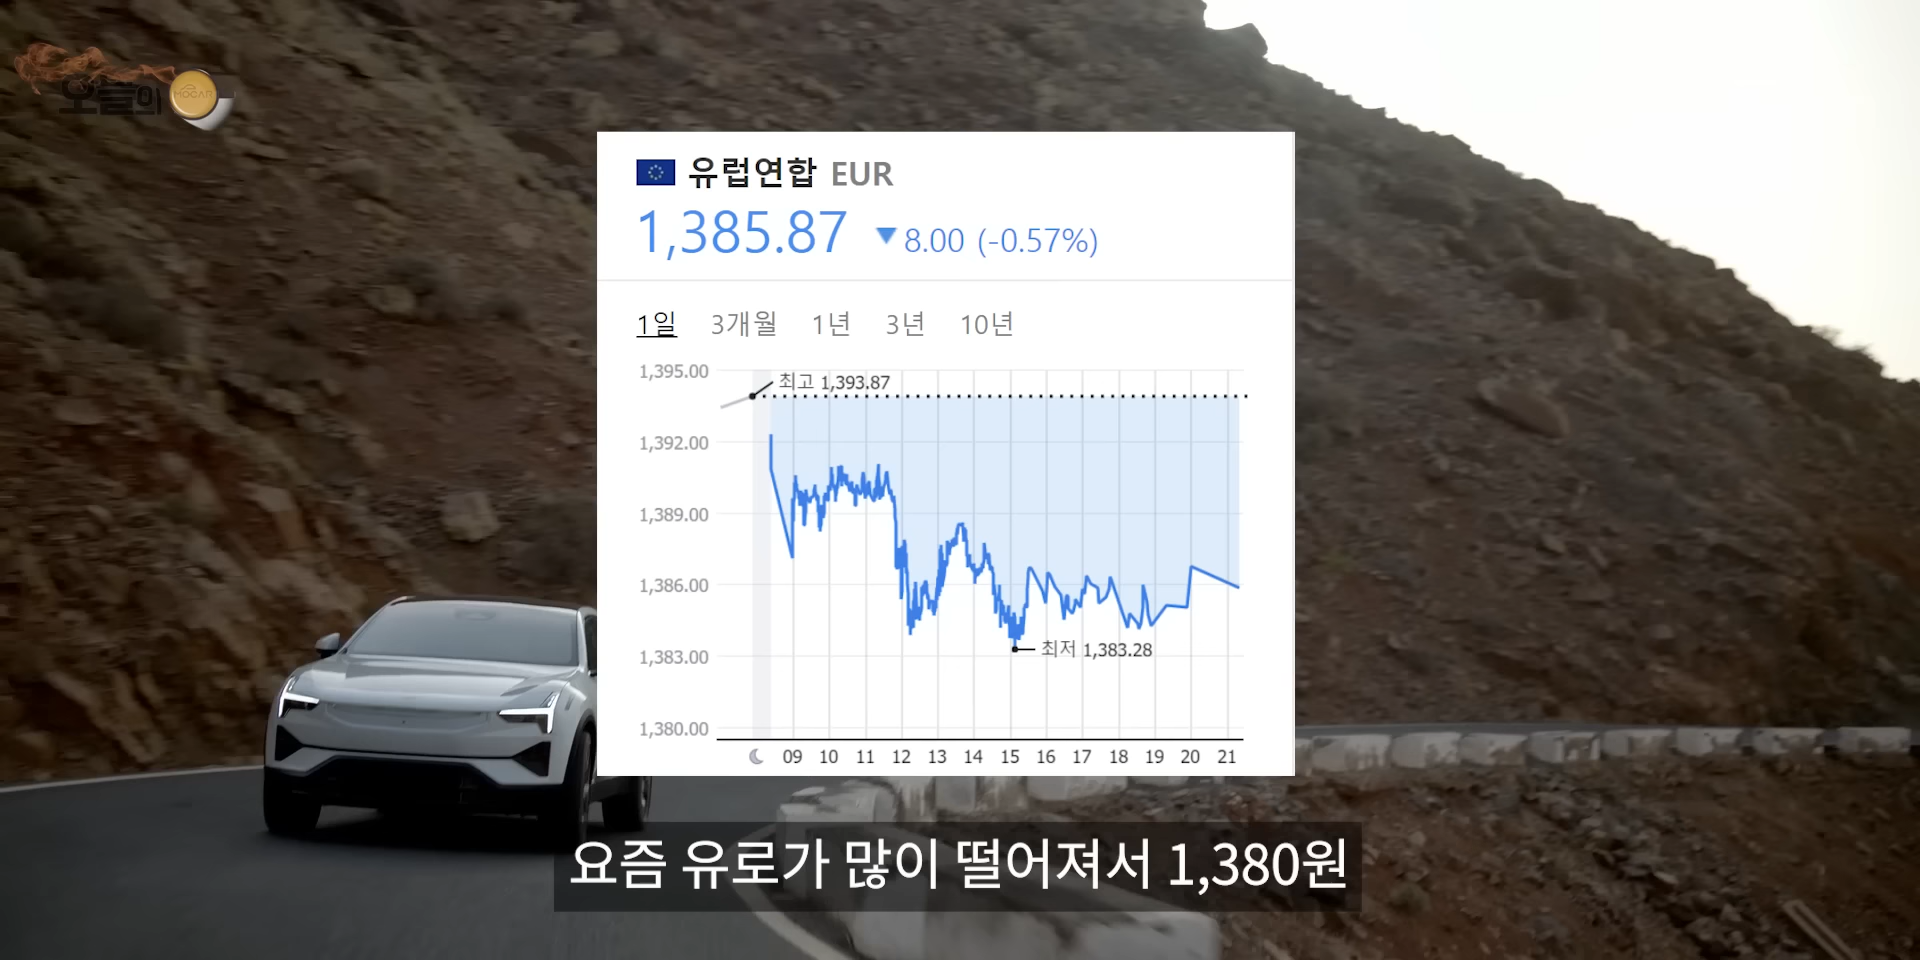 오늘의
HOCAR
유럽연합 EUR
1,385.87 ▼8.00 (-0.57%)
1일 3개월 1년 3년 10년
1,395.00
최고 1,393.87
1,392.00
1,389.00
1,386.00
1,383.00
최저 1,383.28
1,380.00
09 10 11 12 13 14 15 16 17 18 19 20 21
요즘 유로가 많이 떨어져서 1,380원